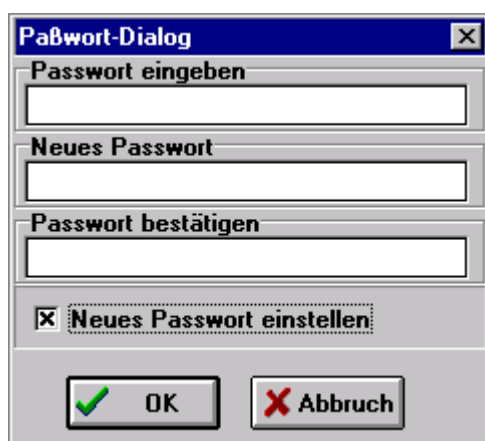 Paßwort-Dialog
Passwort eingeben
Neues Passwort
Passwort bestätigen
Neues Passwort einstellen
OK Abbruch